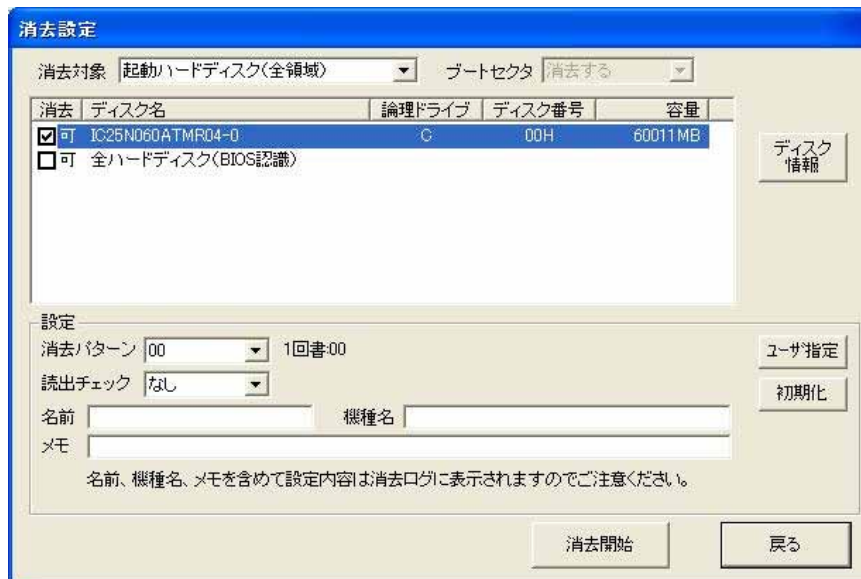 消去設定
消去対象 起動ハードディスク(全領域) ブートセクタ 消去する
消去 ディスク名 論理ドライブ ディスク番号 容量
可 IC25N060ATMR04-0 C 00H 60011MB
可 全ハードディスク(BIOS認識)
ディスク
情報
設定
消去パターン 00 1回書:00
ユーザ指定
読出チェック なし
初期化
名前 機種名
メモ
名前、機種名、メモを含めて設定内容は消去ログに表示されますのでご注意ください。
消去開始 戻る